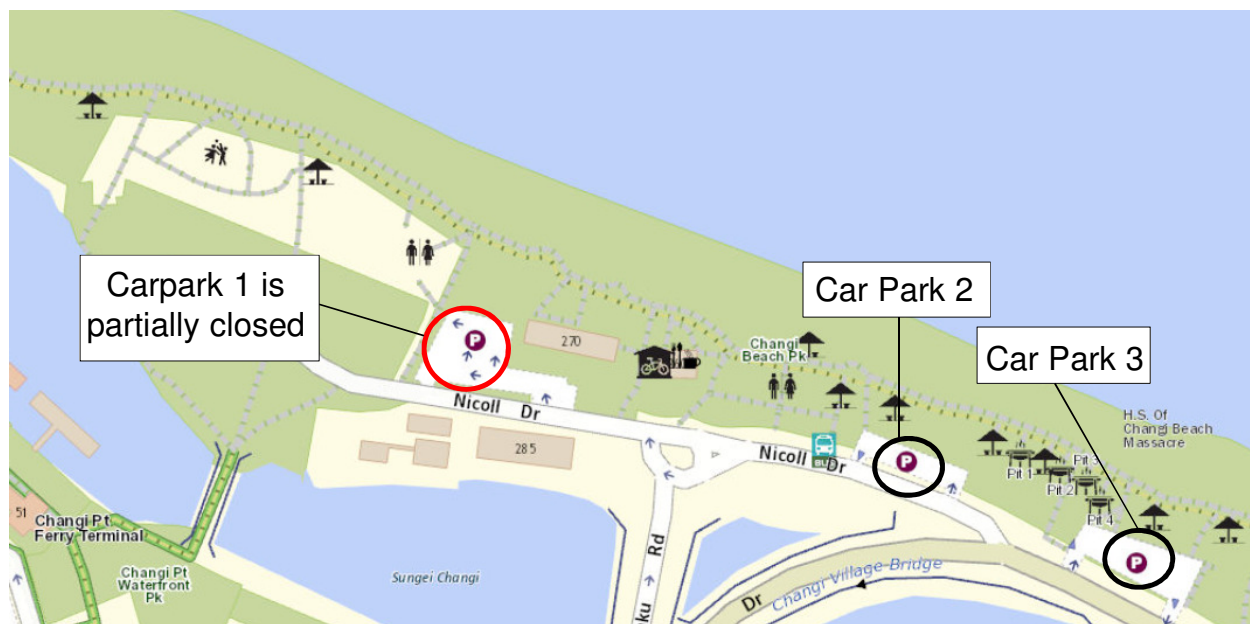 Carpark 1 is
partially closed
Car Park 2
Car Park 3
P
270
Changi
Beach Pk
H.S. Of
Changi Beach
Massacre
Nicoll Dr
285
BUS
Nicoll Dr
P
Pit 1
Pit 2
Pit 3
Pit 4
P
51
Changi Pt
Ferry Terminal
Changi Pt
Waterfront
Pk
Sungei Changi
Rd
Dr
Changi Village Bridge